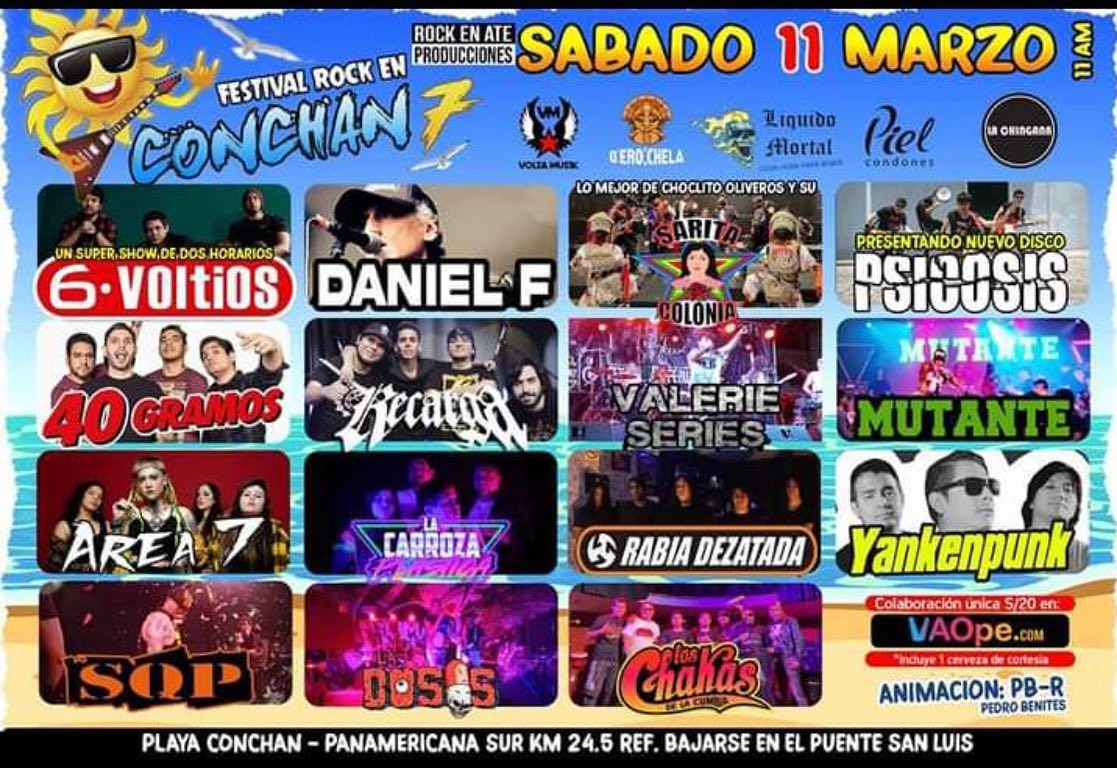 ROCK EN ATE
PRODUCCIONES
SABADO 11 MARZO
11 AM
FESTIVAL ROCK EN
CONCHAN 7
VM
VOLTA MUSIK
D'ERO.CHELA
Liquido
Mortal
Piel
condones
LA CHINGANA
UN SUPER SHOW DE DOS HORARIOS
6·VOLTIOS
DANIEL F
LO MEJOR DE CHOCLITO OLIVEROS Y SU
SARITA
COLONIA
PRESENTANDO NUEVO DISCO
PSICOSIS
40 GRAMOS
Recarga
VALERIE
SERIES
MUTANTE
MUTANTE
AREA 7
LA
CARROZA
RABIA DEZATADA
Yankenpunk
SQP
DOSIS
los
Chakas
DE LA CUMBIA
Colaboración única S/20 en:
VAOpe.COM
*Incluye 1 cerveza de cortesía
ANIMACION: PB-R
PEDRO BENITES
PLAYA CONCHAN - PANAMERICANA SUR KM 24.5 REF. BAJARSE EN EL PUENTE SAN LUIS